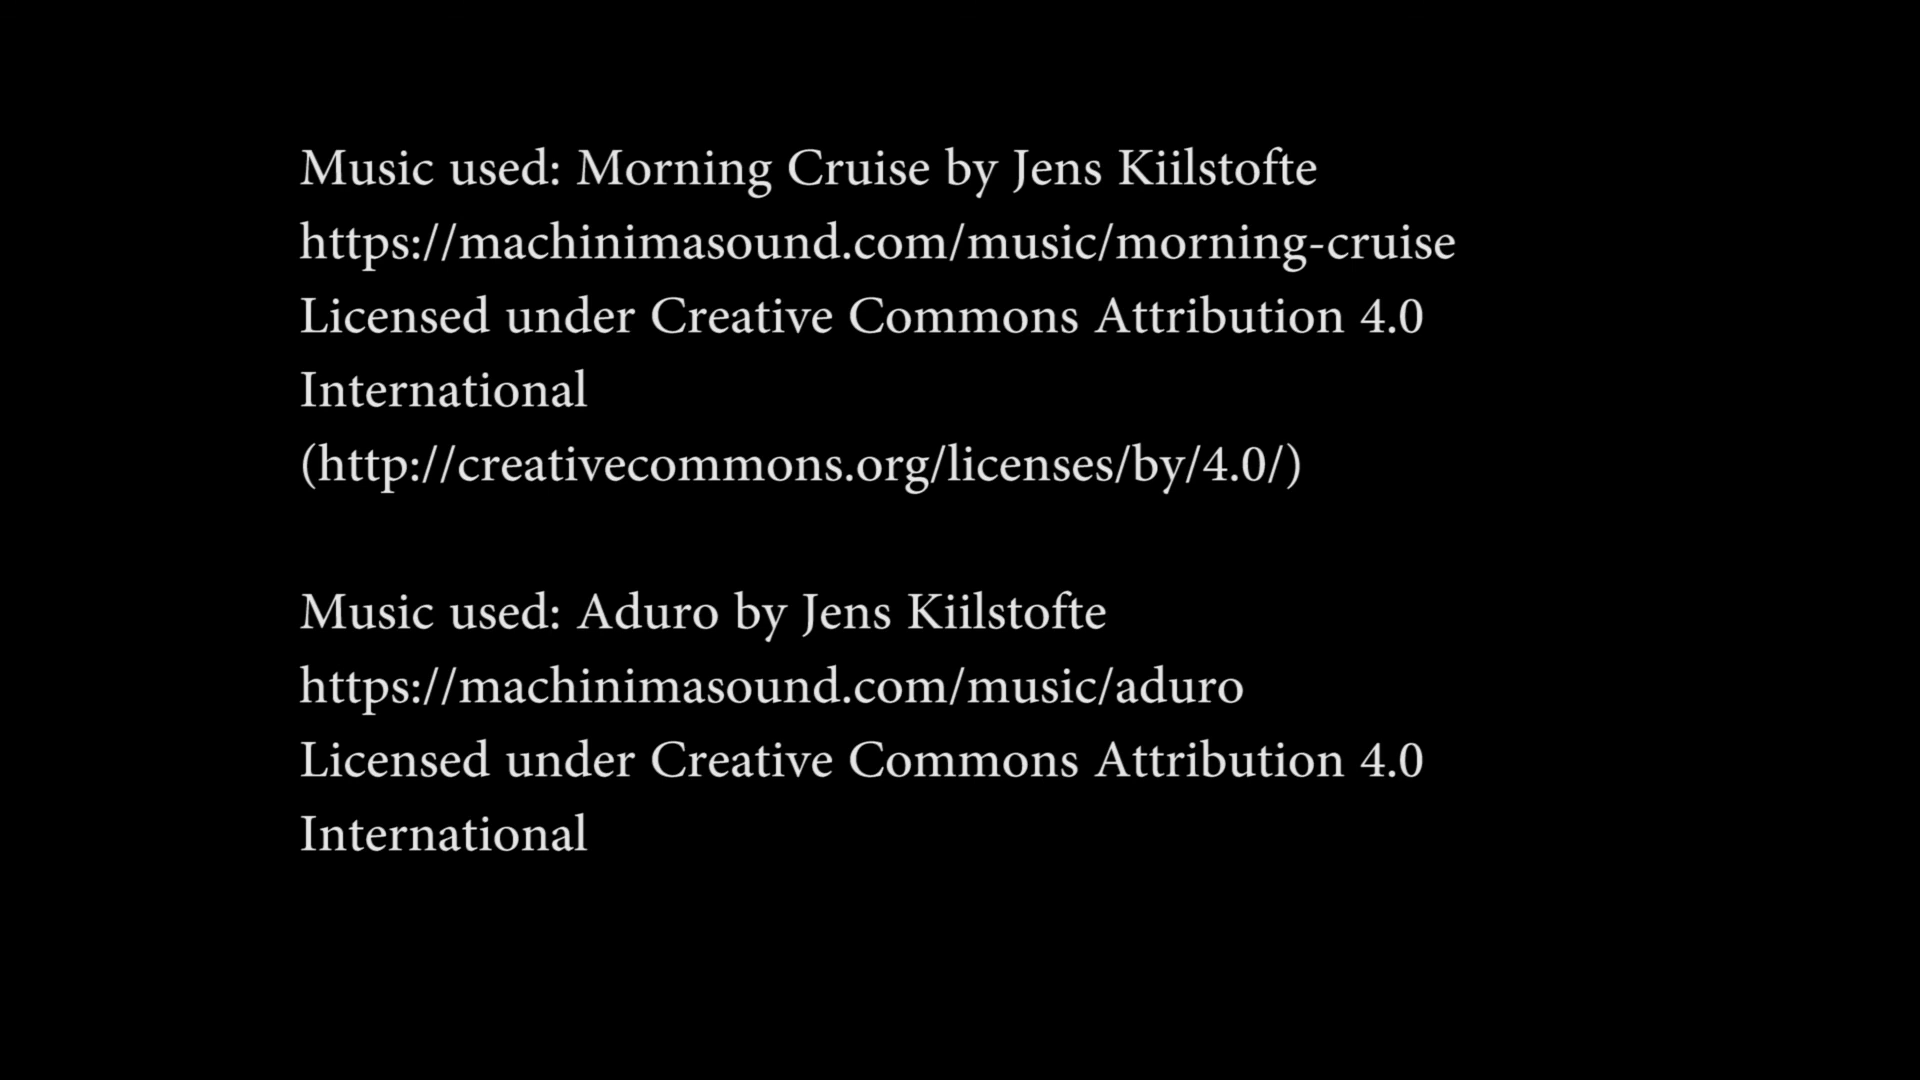 Music used: Morning Cruise by Jens Kiilstofte
https://machinimasound.com/music/morning-cruise
Licensed under Creative Commons Attribution 4.0
International
(http://creativecommons.org/licenses/by/4.0/)
Music used: Aduro by Jens Kiilstofte
https://machinimasound.com/music/aduro
Licensed under Creative Commons Attribution 4.0
International